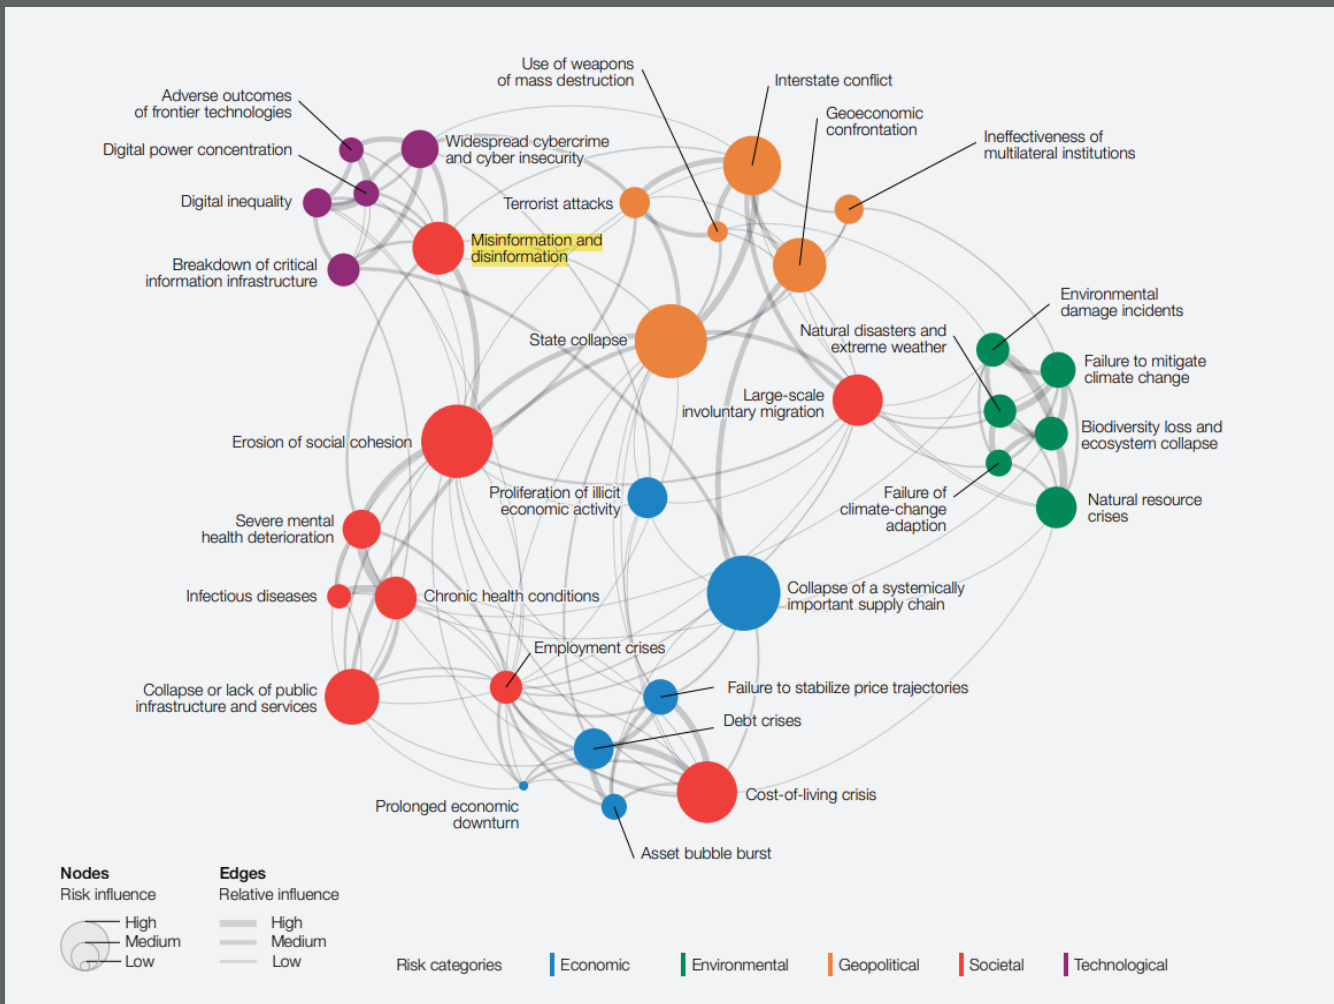 Use of weapons
of mass destruction
Interstate conflict
Adverse outcomes
of frontier technologies
Geoeconomic
confrontation
Digital power concentration
Widespread cybercrime
and cyber insecurity
Ineffectiveness of
multilateral institutions
Digital inequality
Terrorist attacks
Misinformation and
disinformation
Breakdown of critical
information infrastructure
Environmental
damage incidents
State collapse
Natural disasters and
extreme weather
Failure to mitigate
climate change
Large-scale
involuntary migration
Biodiversity loss and
ecosystem collapse
Erosion of social cohesion
Proliferation of illicit
economic activity
Failure of
climate-change
adaption
Natural resource
crises
Severe mental
health deterioration
Infectious diseases
Chronic health conditions
Collapse of a systemically
important supply chain
Employment crises
Collapse or lack of public
infrastructure and services
Failure to stabilize price trajectories
Debt crises
Prolonged economic
downturn
Cost-of-living crisis
Asset bubble burst
Nodes
Risk influence
High
Medium
Low
Edges
Relative influence
High
Medium
Low
Risk categories
Economic
Environmental
Geopolitical
Societal
Technological